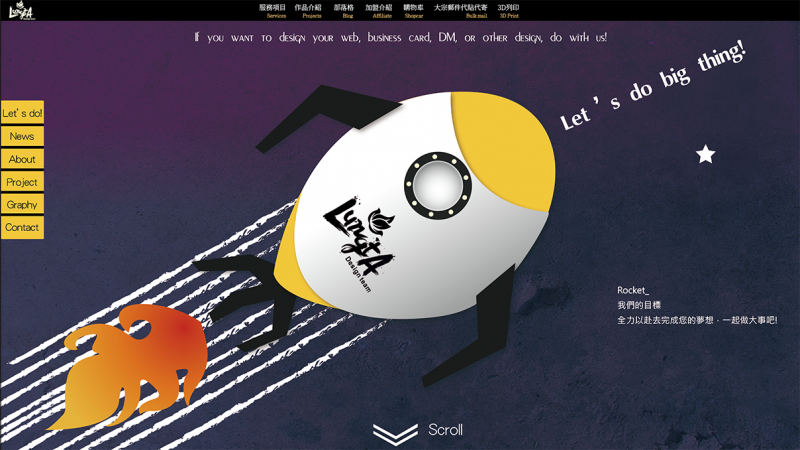 LungtA
服務項目 作品介紹 部落格 加盟介紹 購物車 大宗郵件代貼代寄 3D列印
Services Projects Blog Affiliate Shopcar Bulk mail 3D Print
If you want to design your web, business card, DM, or other design, do with us!
Let's do big thing!
Let's do!
News
About
Project
Graphy
Contact
LungtA
Design team
Rocket_
我們的目標
全力以赴去完成您的夢想，一起做大事吧!
Scroll